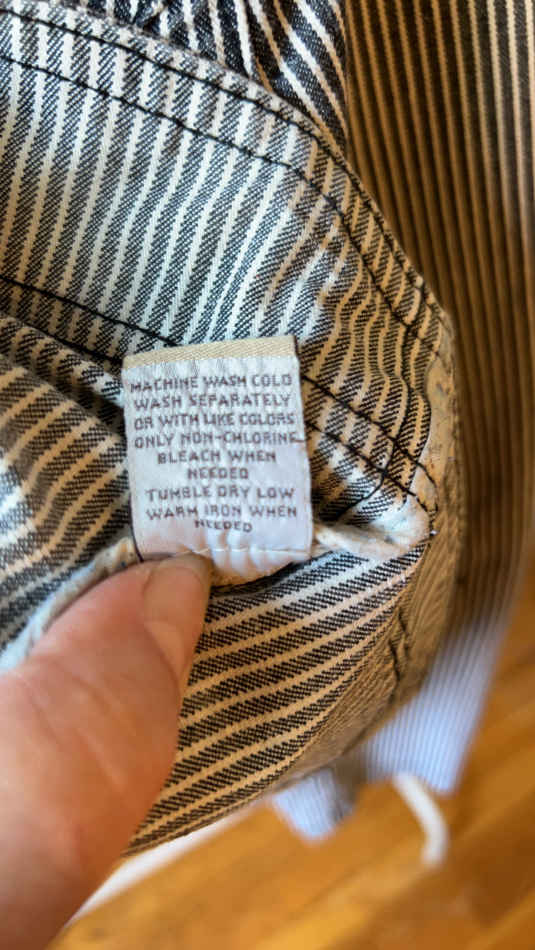 MACHINE WASH COLD
WASH SEPARATELY
OR WITH LIKE COLORS
ONLY NON-CHLORINE
BLEACH WHEN
NEEDED
TUMBLE DRY LOW
WARM IRON WHEN
NEEDED